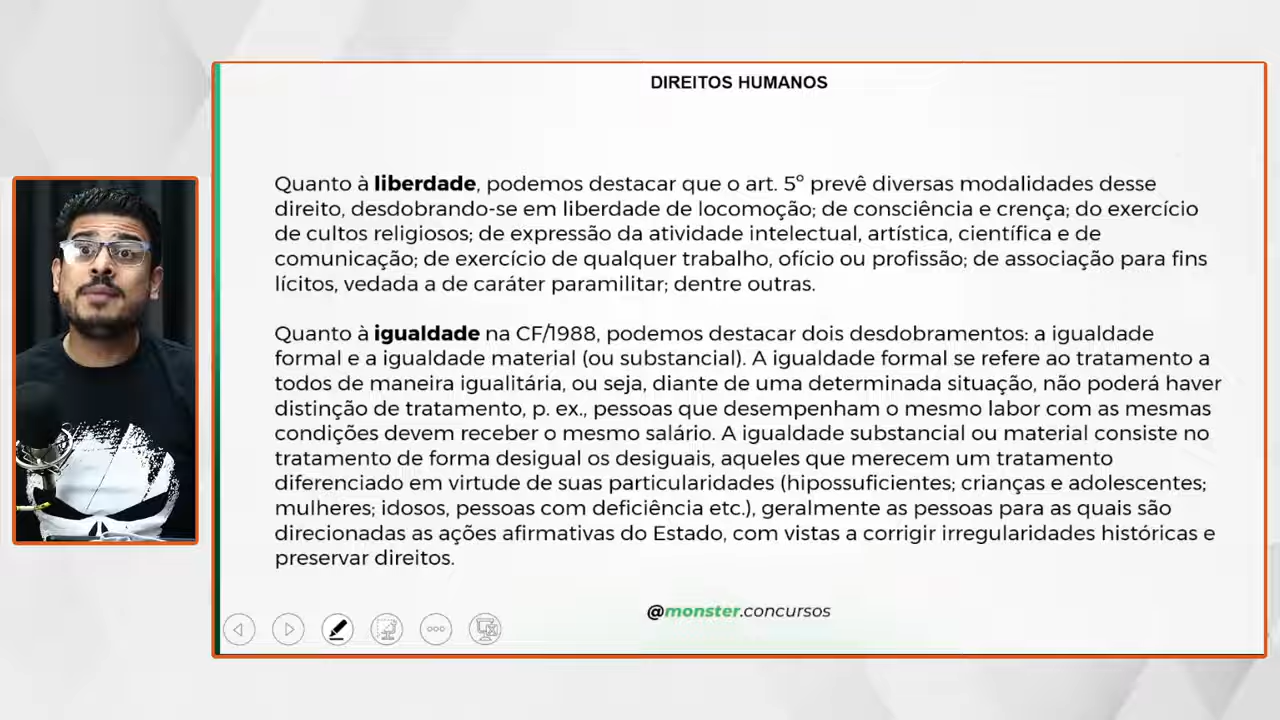 DIREITOS HUMANOS
Quanto à liberdade, podemos destacar que o art. 5º prevê diversas modalidades desse
direito, desdobrando-se em liberdade de locomoção; de consciência e crença; do exercício
de cultos religiosos; de expressão da atividade intelectual, artística, científica e de
comunicação; de exercício de qualquer trabalho, ofício ou profissão; de associação para fins
lícitos, vedada a de caráter paramilitar; dentre outras.
Quanto à igualdade na CF/1988, podemos destacar dois desdobramentos: a igualdade
formal e a igualdade material (ou substancial). A igualdade formal se refere ao tratamento a
todos de maneira igualitária, ou seja, diante de uma determinada situação, não poderá haver
distinção de tratamento, p. ex., pessoas que desempenham o mesmo labor com as mesmas
condições devem receber o mesmo salário. A igualdade substancial ou material consiste no
tratamento de forma desigual os desiguais, aqueles que merecem um tratamento
diferenciado em virtude de suas particularidades (hipossuficientes; crianças e adolescentes;
mulheres; idosos, pessoas com deficiência etc.), geralmente as pessoas para as quais são
direcionadas as ações afirmativas do Estado, com vistas a corrigir irregularidades históricas e
preservar direitos.
@monster.concursos